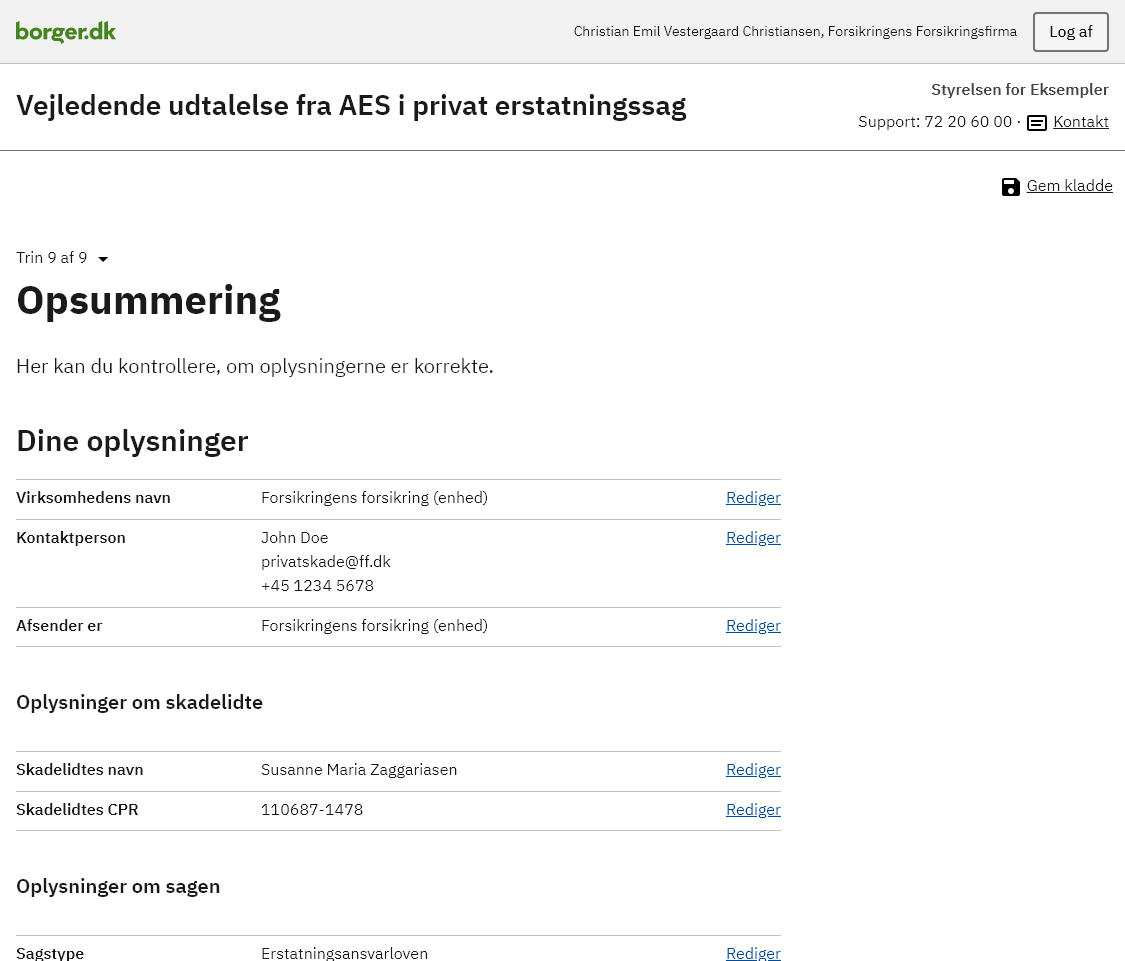 borger.dk
Christian Emil Vestergaard Christiansen, Forsikringens Forsikringsfirma
Log af
Vejledende udtalelse fra AES i privat erstatningssag
Styrelsen for Eksempler
Support: 72 20 60 00 · Kontakt
Gem kladde
Trin 9 af 9
Opsummering
Her kan du kontrollere, om oplysningerne er korrekte.
Dine oplysninger
Virksomhedens navn Forsikringens forsikring (enhed) Rediger
Kontaktperson John Doe Rediger
privatskade@ff.dk
+45 1234 5678
Afsender er Forsikringens forsikring (enhed) Rediger
Oplysninger om skadelidte
Skadelidtes navn Susanne Maria Zaggariasen Rediger
Skadelidtes CPR 110687-1478 Rediger
Oplysninger om sagen
Sagstype Erstatningsansvarloven Rediger